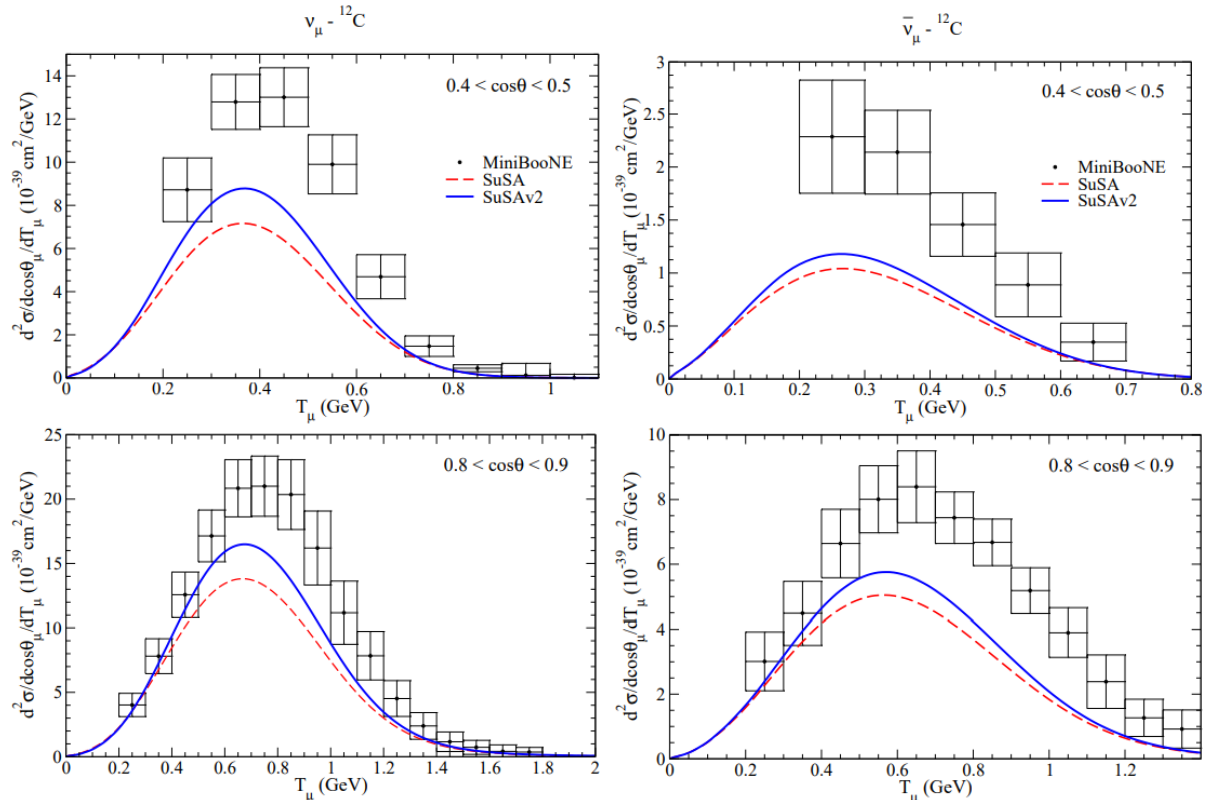 ν_μ - ¹²C
ν̄_μ - ¹²C
d²σ/dcosθ_μ/dT_μ (10⁻³⁹ cm²/GeV)
14
12
10
8
6
4
2
0
0.4 < cosθ < 0.5
MiniBooNE
SuSA
SuSAv2
0 0.2 0.4 0.6 0.8 1
T_μ (GeV)
d²σ/dcosθ_μ/dT_μ (10⁻³⁹ cm²/GeV)
3
2.5
2
1.5
1
0.5
0
0.4 < cosθ < 0.5
MiniBooNE
SuSA
SuSAv2
0 0.1 0.2 0.3 0.4 0.5 0.6 0.7 0.8
T_μ (GeV)
d²σ/dcosθ_μ/dT_μ (10⁻³⁹ cm²/GeV)
25
20
15
10
5
0
0.8 < cosθ < 0.9
0 0.2 0.4 0.6 0.8 1 1.2 1.4 1.6 1.8 2
T_μ (GeV)
d²σ/dcosθ_μ/dT_μ (10⁻³⁹ cm²/GeV)
10
8
6
4
2
0
0.8 < cosθ < 0.9
0 0.2 0.4 0.6 0.8 1 1.2
T_μ (GeV)